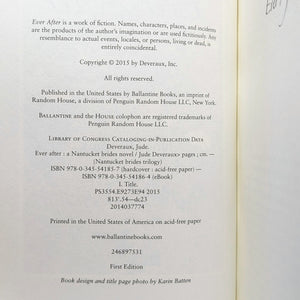 Ever After is a work of fiction. Names, characters, places, and incidents
are the products of the author's imagination or are used fictitiously. Any
resemblance to actual events, locales, or persons, living or dead, is
entirely coincidental.
Copyright © 2015 by Deveraux, Inc.
All rights reserved.
Published in the United States by Ballantine Books, an imprint of
Random House, a division of Penguin Random House LLC, New York.
BALLANTINE and the HOUSE colophon are registered trademarks of
Penguin Random House LLC.
LIBRARY OF CONGRESS CATALOGING-IN-PUBLICATION DATA
Deveraux, Jude.
Ever after : a Nantucket brides novel / Jude Deveraux> pages ; cm. —
(Nantucket brides trilogy)
ISBN 978-0-345-54185-7 (hardcover : acid-free paper) —
ISBN 978-0-345-54186-4 (eBook)
I. Title.
PS3554.E9273E94 2015
813'.54—dc23
2014037774
Printed in the United States of America on acid-free paper
www.ballantinebooks.com
246897531
First Edition
Book design and title page photo by Karin Batten